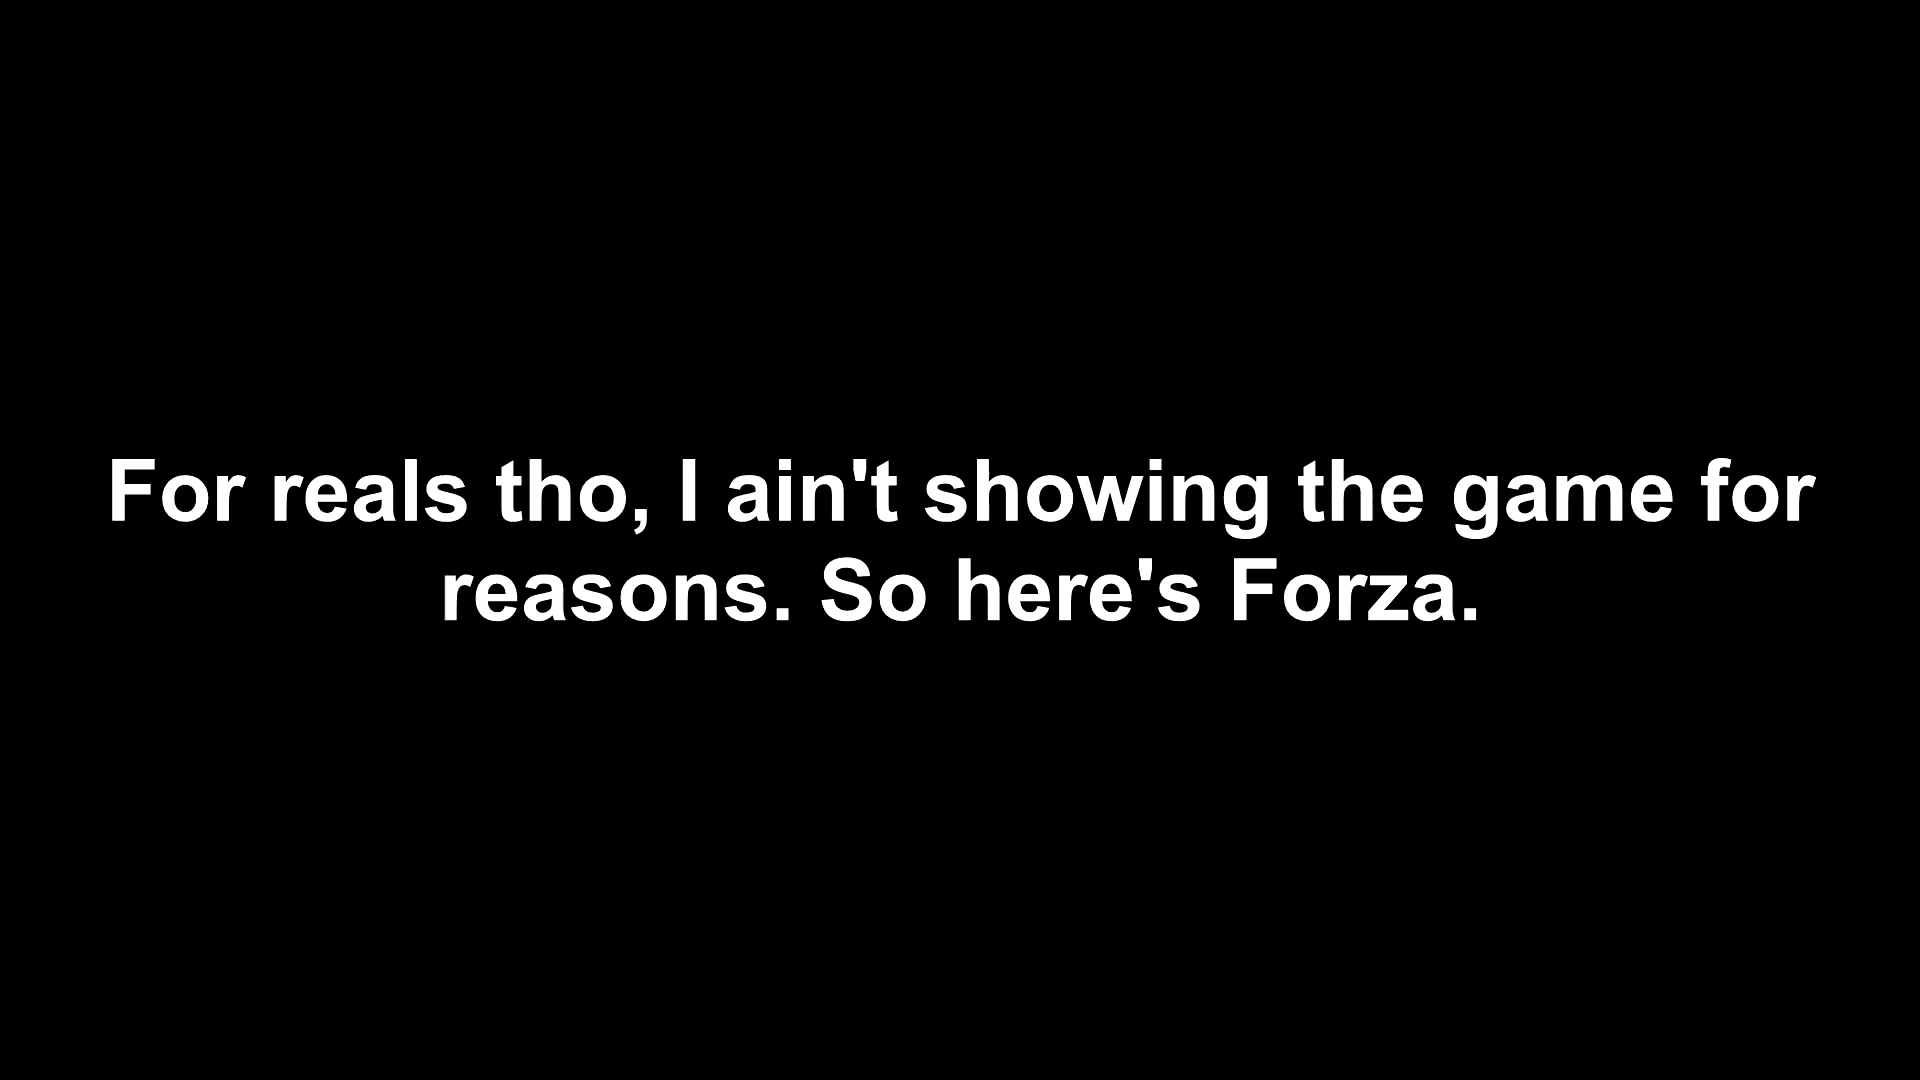 For reals tho, I ain't showing the game for
reasons. So here's Forza.